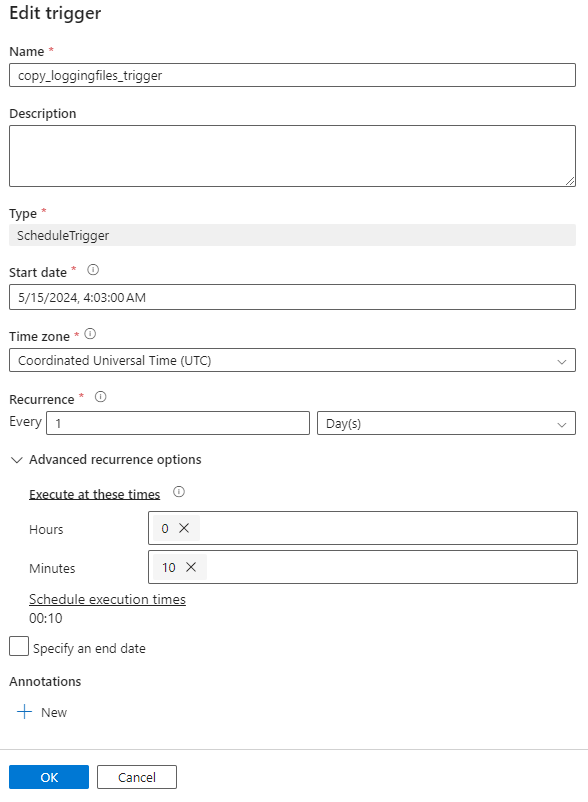 Edit trigger
Name *
copy_loggingfiles_trigger
Description
Type *
ScheduleTrigger
Start date *
5/15/2024, 4:03:00 AM
Time zone *
Coordinated Universal Time (UTC)
Recurrence *
Every 1 Day(s)
Advanced recurrence options
Execute at these times
Hours 0
Minutes 10
Schedule execution times
00:10
Specify an end date
Annotations
New
OK Cancel